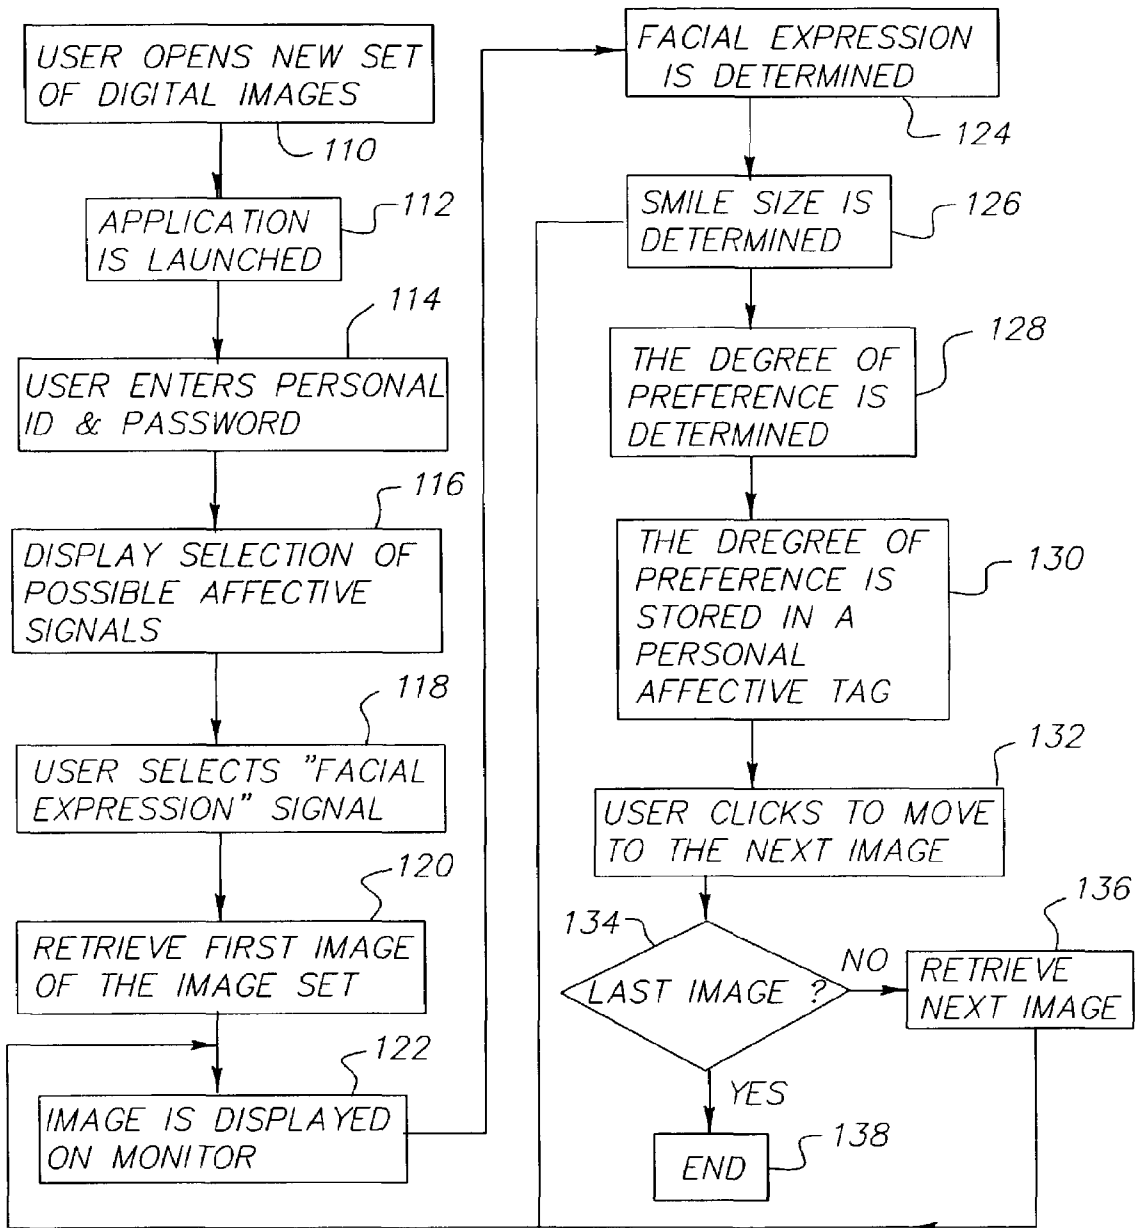 USER OPENS NEW SET
OF DIGITAL IMAGES
110
APPLICATION
IS LAUNCHED
112
114
USER ENTERS PERSONAL
ID & PASSWORD
116
DISPLAY SELECTION OF
POSSIBLE AFFECTIVE
SIGNALS
118
USER SELECTS "FACIAL
EXPRESSION" SIGNAL
120
RETRIEVE FIRST IMAGE
OF THE IMAGE SET
122
IMAGE IS DISPLAYED
ON MONITOR
FACIAL EXPRESSION
IS DETERMINED
124
SMILE SIZE IS
DETERMINED
126
128
THE DEGREE OF
PREFERENCE IS
DETERMINED
THE DREGREE OF
PREFERENCE IS
STORED IN A
PERSONAL
AFFECTIVE TAG
130
132
USER CLICKS TO MOVE
TO THE NEXT IMAGE
134
LAST IMAGE ?
NO
136
RETRIEVE
NEXT IMAGE
YES
138
END